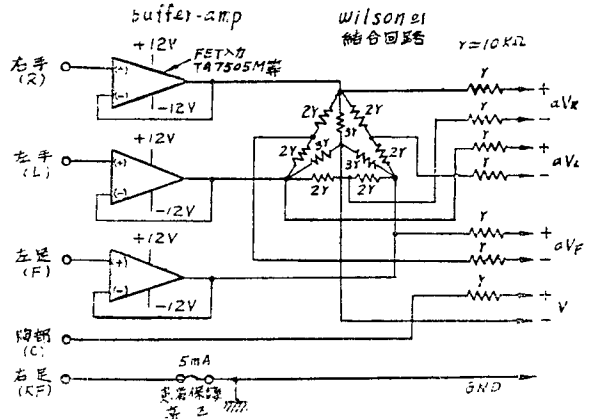 buffer-amp
Wilsonの
結合回路
r=10KΩ
+12V
FET入力
TA7505M等
右手
(R)
(+)
(-)
-12V
+12V
左手
(L)
(+)
(-)
-12V
+12V
左足
(F)
(+)
(-)
-12V
胸部
(C)
右足
(RF)
5mA
患者保護
2r
2r
3r
2r
3r
3r
2r
2r
2r
r
+
aVR
r
-
r
+
aVL
r
-
r
+
aVF
r
-
r
+
V
-
GND